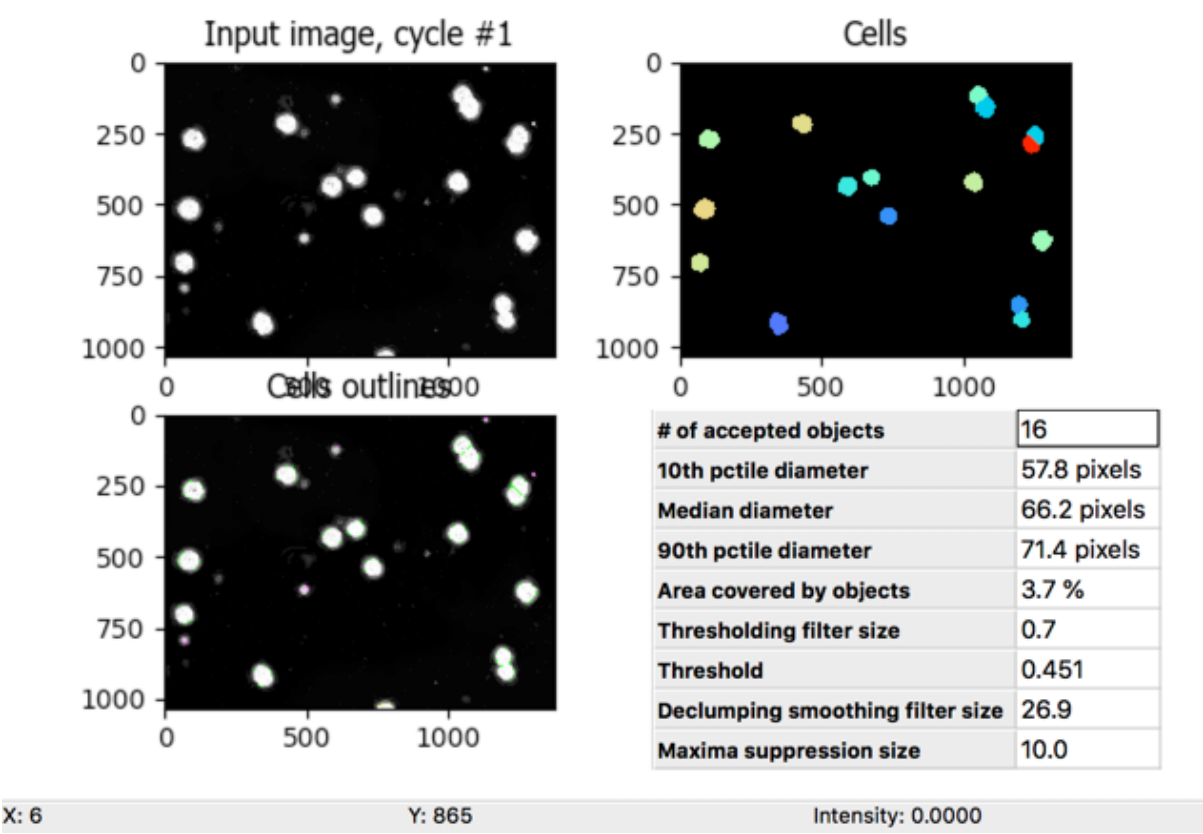 Input image, cycle #1
0
250
500
750
1000
0 500 1000
Cells
0
250
500
750
1000
0 500 1000
Cells outlines
0
250
500
750
1000
0 500 1000
# of accepted objects 16
10th pctile diameter 57.8 pixels
Median diameter 66.2 pixels
90th pctile diameter 71.4 pixels
Area covered by objects 3.7 %
Thresholding filter size 0.7
Threshold 0.451
Declumping smoothing filter size 26.9
Maxima suppression size 10.0
X: 6 Y: 865 Intensity: 0.0000